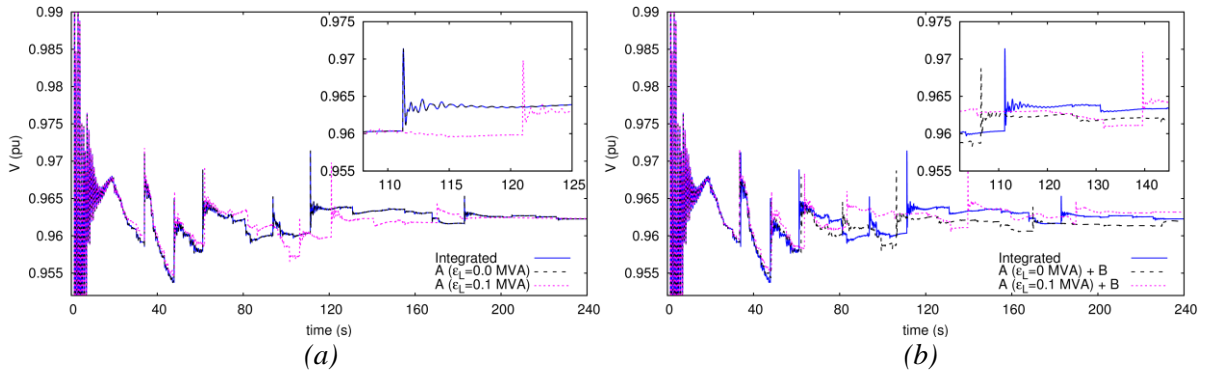 0.99
0.985
0.98
0.975
0.97
0.965
0.96
0.955
V (pu)
0 40 80 120 160 200 240
time (s)
0.975
0.97
0.965
0.96
0.955
110 115 120 125
Integrated
A (εL=0.0 MVA)
A (εL=0.1 MVA)
(a)
0.99
0.985
0.98
0.975
0.97
0.965
0.96
0.955
V (pu)
0 40 80 120 160 200 240
time (s)
0.975
0.97
0.965
0.96
0.955
110 120 130 140
Integrated
A (εL=0 MVA) + B
A (εL=0.1 MVA) + B
(b)